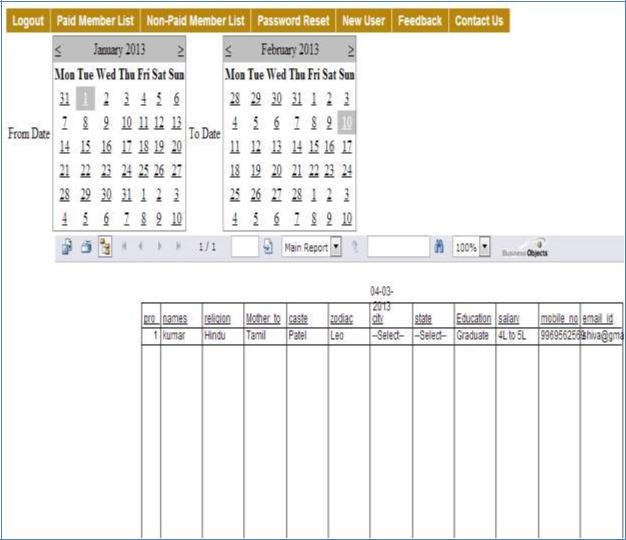 Logout Paid Member List Non-Paid Member List Password Reset New User Feedback Contact Us
< January 2013 >
Mon Tue Wed Thu Fri Sat Sun
31 1 2 3 4 5 6
7 8 9 10 11 12 13
14 15 16 17 18 19 20
21 22 23 24 25 26 27
28 29 30 31 1 2 3
4 5 6 7 8 9 10
From Date
To Date
< February 2013 >
Mon Tue Wed Thu Fri Sat Sun
28 29 30 31 1 2 3
4 5 6 7 8 9 10
11 12 13 14 15 16 17
18 19 20 21 22 23 24
25 26 27 28 1 2 3
4 5 6 7 8 9 10
1 / 1 Main Report 100% Business Objects
04-03-
2013
pro names religion Mother to caste zodiac city state Education salary mobile no email id
1 kumar Hindu Tamil Patel Leo --Select-- --Select-- Graduate 4L to 5L